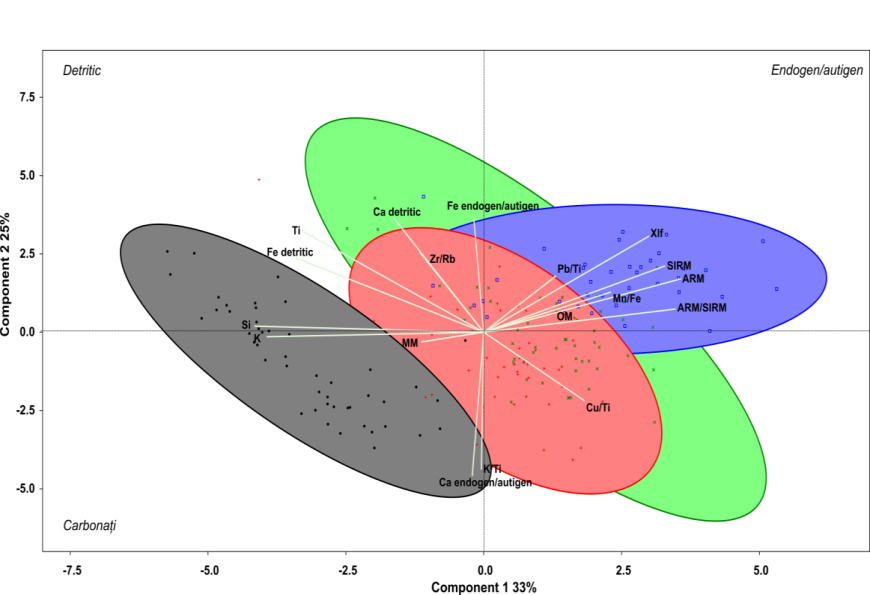 Detritic
Endogen/autigen
7.5
5.0
2.5
0.0
-2.5
-5.0
Component 2 25%
Ca detritic
Fe endogen/autigen
Ti
Fe detritic
Zr/Rb
Xlf
Pb/Ti
SIRM
ARM
Mn/Fe
ARM/SIRM
OM
Si
K
MM
Cu/Ti
K/Ti
Ca endogen/autigen
Carbonați
-7.5
-5.0
-2.5
0.0
2.5
5.0
Component 1 33%